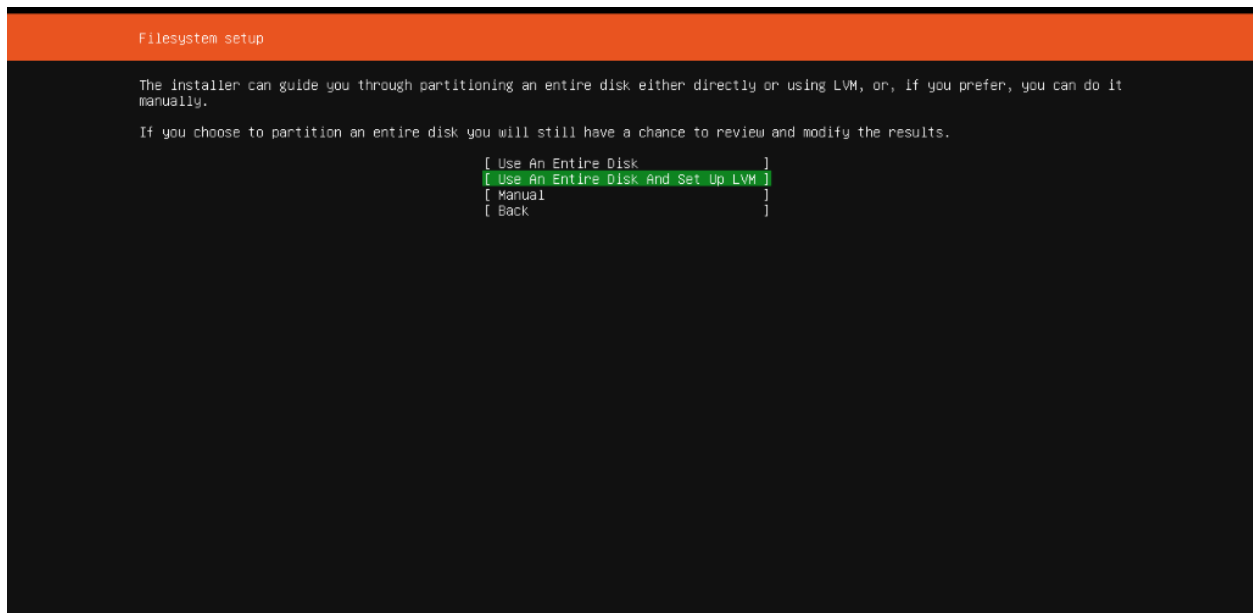 Filesystem setup
The installer can guide you through partitioning an entire disk either directly or using LVM, or, if you prefer, you can do it
manually.
If you choose to partition an entire disk you will still have a chance to review and modify the results.
[ Use An Entire Disk ]
[ Use An Entire Disk And Set Up LVM ]
[ Manual ]
[ Back ]